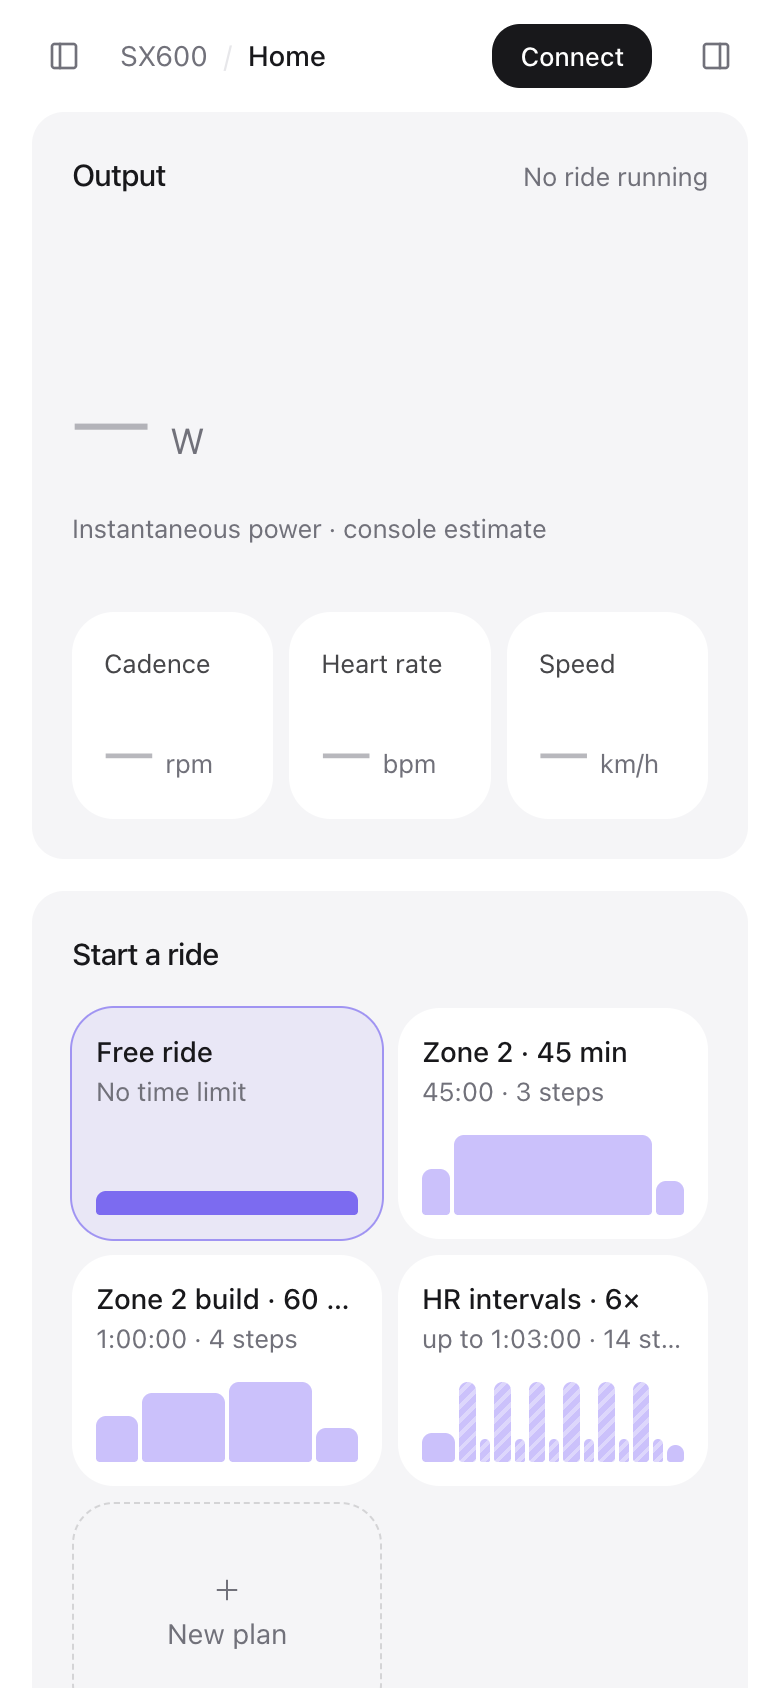 SX600 / Home
Connect
Output
No ride running
— W
Instantaneous power · console estimate
Cadence
— rpm
Heart rate
— bpm
Speed
— km/h
Start a ride
Free ride
No time limit
Zone 2 · 45 min
45:00 · 3 steps
Zone 2 build · 60 ...
1:00:00 · 4 steps
HR intervals · 6×
up to 1:03:00 · 14 st...
+
New plan